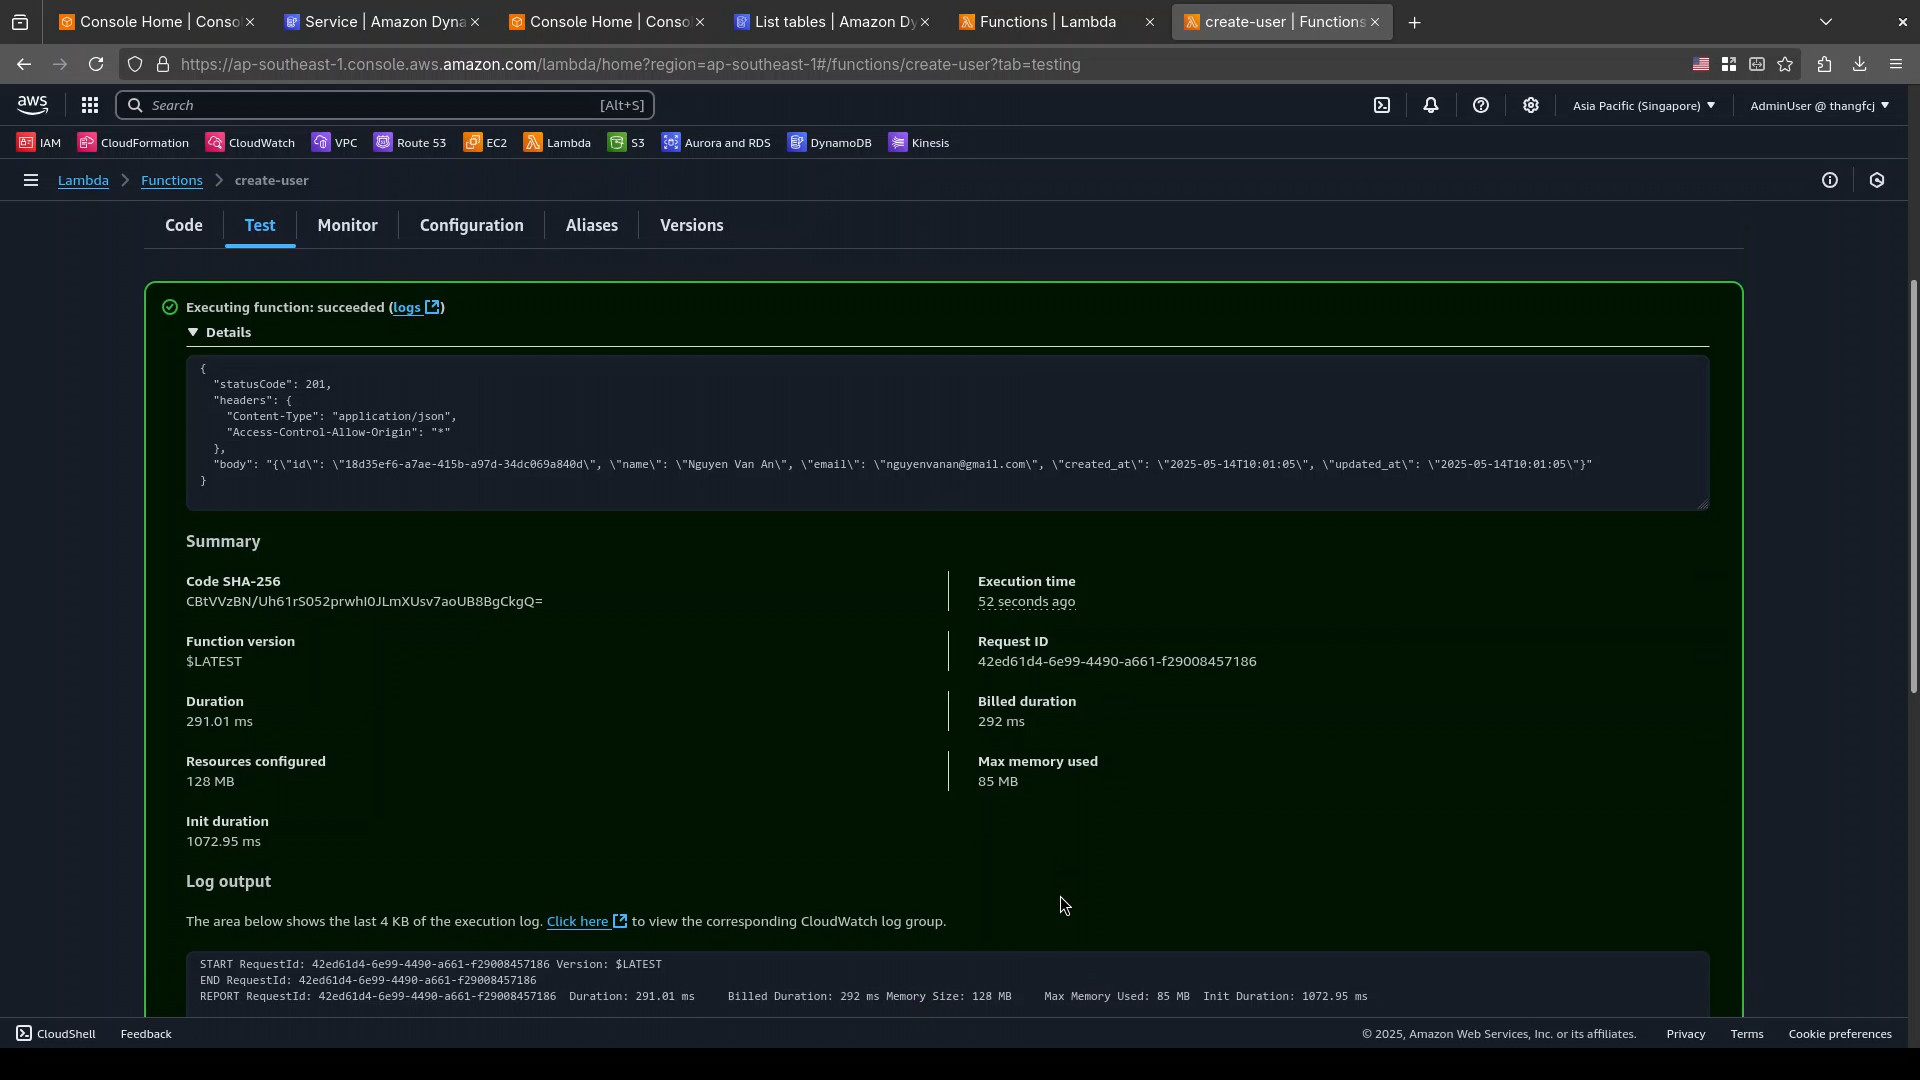 Console Home | Conso
Service | Amazon Dyna
Console Home | Conso
List tables | Amazon Dy
Functions | Lambda
create-user | Functions
https://ap-southeast-1.console.aws.amazon.com/lambda/home?region=ap-southeast-1#/functions/create-user?tab=testing
aws
Search
[Alt+S]
Asia Pacific (Singapore)
AdminUser @ thangfcj
IAM
CloudFormation
CloudWatch
VPC
Route 53
EC2
Lambda
S3
Aurora and RDS
DynamoDB
Kinesis
Lambda
Functions
create-user
Code
Test
Monitor
Configuration
Aliases
Versions
Executing function: succeeded (logs)
Details
{
"statusCode": 201,
"headers": {
"Content-Type": "application/json",
"Access-Control-Allow-Origin": "*"
},
"body": "{\"id\": \"18d35ef6-a7ae-415b-a97d-34dc069a840d\", \"name\": \"Nguyen Van An\", \"email\": \"nguyenvanan@gmail.com\", \"created_at\": \"2025-05-14T10:01:05\", \"updated_at\": \"2025-05-14T10:01:05\"}"
}
Summary
Code SHA-256
CBtVVzBN/Uh61rS052prwhI0JLmXUsv7aoUB8BgCkgQ=
Execution time
52 seconds ago
Function version
$LATEST
Request ID
42ed61d4-6e99-4490-a661-f29008457186
Duration
291.01 ms
Billed duration
292 ms
Resources configured
128 MB
Max memory used
85 MB
Init duration
1072.95 ms
Log output
The area below shows the last 4 KB of the execution log. Click here to view the corresponding CloudWatch log group.
START RequestId: 42ed61d4-6e99-4490-a661-f29008457186 Version: $LATEST
END RequestId: 42ed61d4-6e99-4490-a661-f29008457186
REPORT RequestId: 42ed61d4-6e99-4490-a661-f29008457186 Duration: 291.01 ms Billed Duration: 292 ms Memory Size: 128 MB Max Memory Used: 85 MB Init Duration: 1072.95 ms
CloudShell
Feedback
© 2025, Amazon Web Services, Inc. or its affiliates.
Privacy
Terms
Cookie preferences